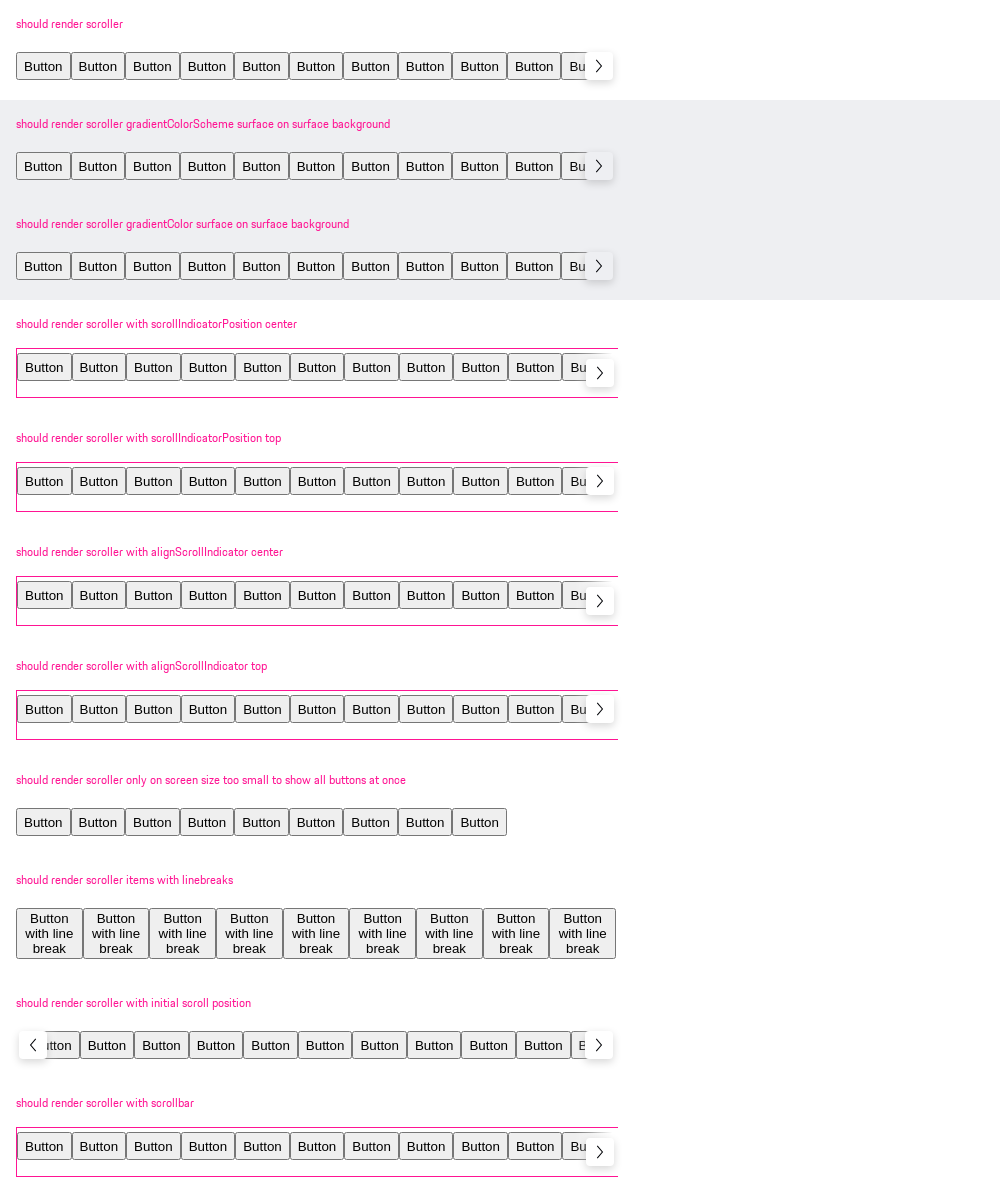 should render scroller
Button Button Button Button Button Button Button Button Button Button Bu
should render scroller gradientColorScheme surface on surface background
Button Button Button Button Button Button Button Button Button Button Bu
should render scroller gradientColor surface on surface background
Button Button Button Button Button Button Button Button Button Button Bu
should render scroller with scrollIndicatorPosition center
Button Button Button Button Button Button Button Button Button Button Bu
should render scroller with scrollIndicatorPosition top
Button Button Button Button Button Button Button Button Button Button Bu
should render scroller with alignScrollIndicator center
Button Button Button Button Button Button Button Button Button Button Bu
should render scroller with alignScrollIndicator top
Button Button Button Button Button Button Button Button Button Button Bu
should render scroller only on screen size too small to show all buttons at once
Button Button Button Button Button Button Button Button Button
should render scroller items with linebreaks
Button Button Button Button Button Button Button Button Button
with line with line with line with line with line with line with line with line with line
break break break break break break break break break
should render scroller with initial scroll position
utton Button Button Button Button Button Button Button Button Button B
should render scroller with scrollbar
Button Button Button Button Button Button Button Button Button Button Bu